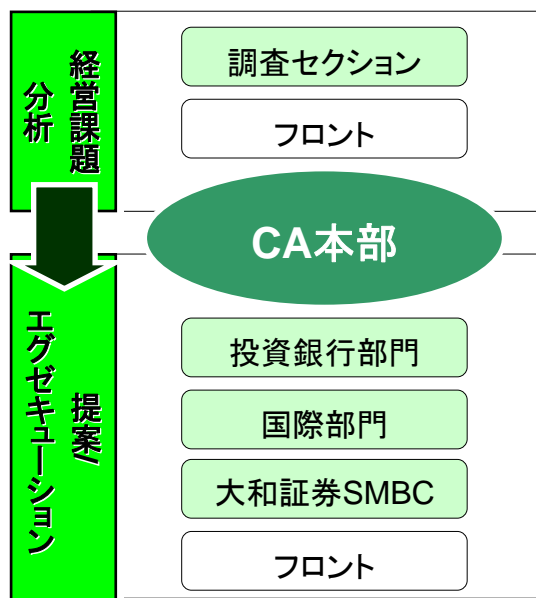 経営課題
分析
調査セクション
フロント
CA本部
提案/
エグゼキューション
投資銀行部門
国際部門
大和証券SMBC
フロント